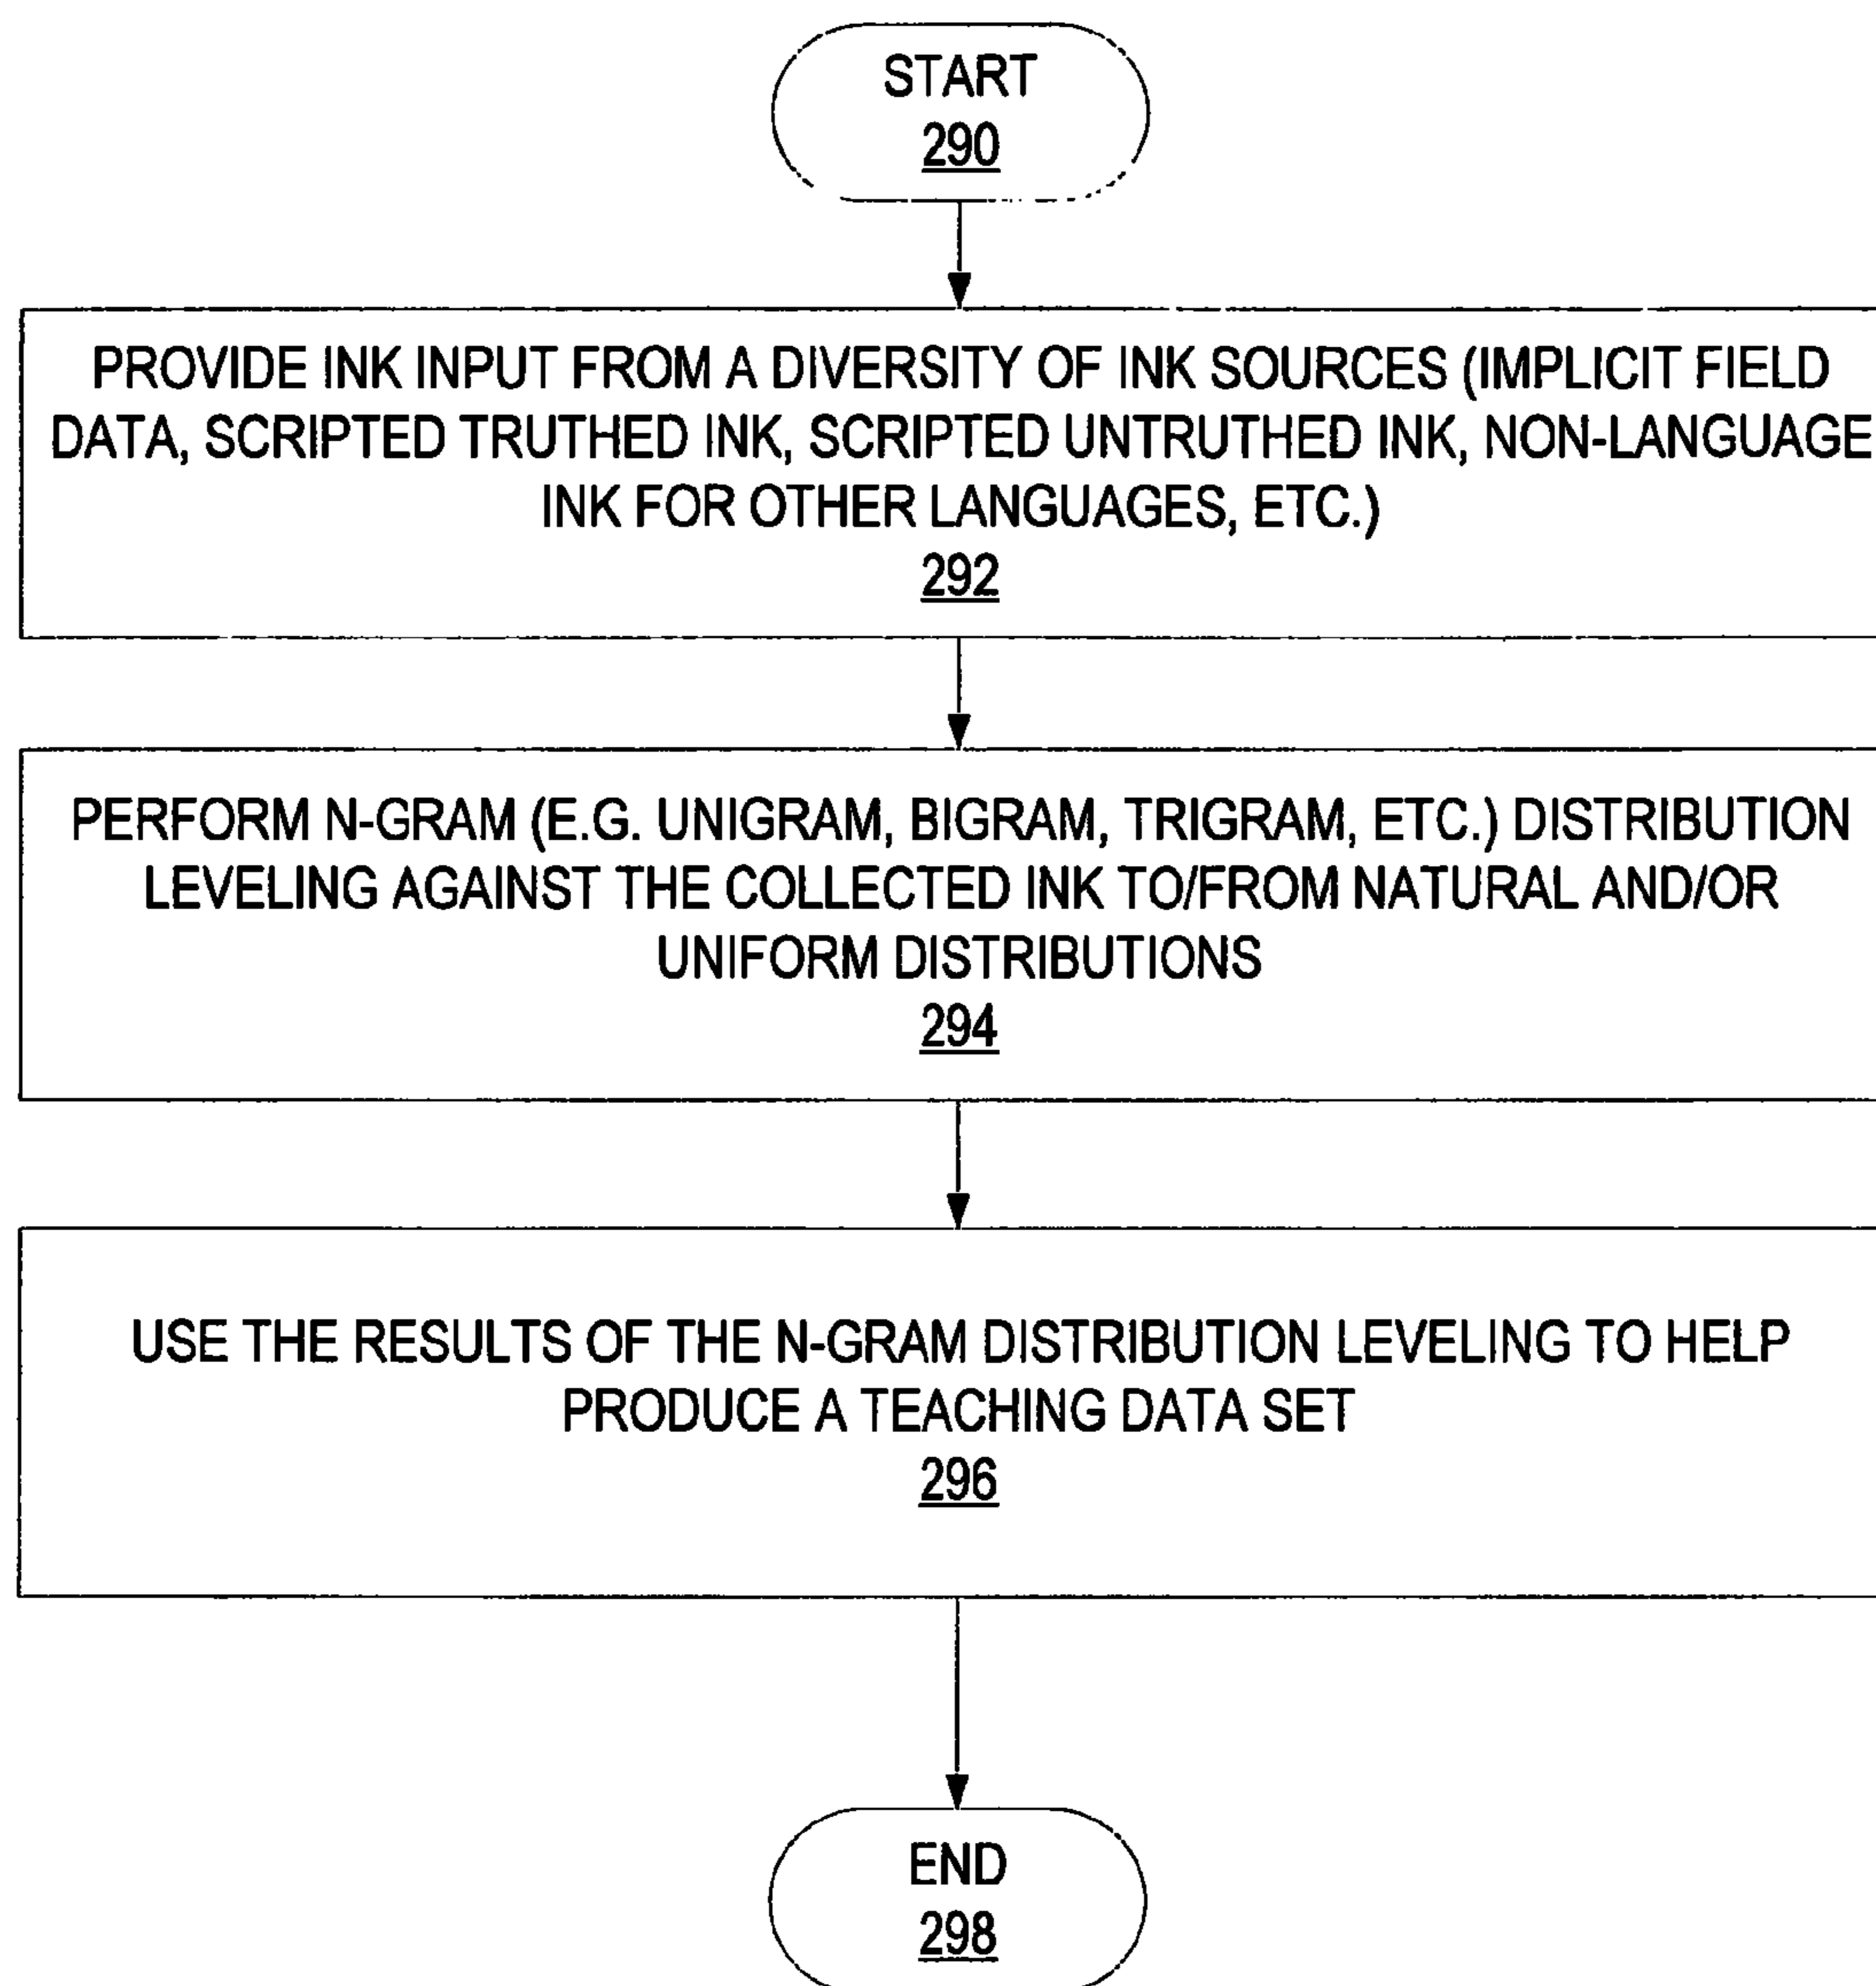 START
290
PROVIDE INK INPUT FROM A DIVERSITY OF INK SOURCES (IMPLICIT FIELD
DATA, SCRIPTED TRUTHED INK, SCRIPTED UNTRUTHED INK, NON-LANGUAGE
INK FOR OTHER LANGUAGES, ETC.)
292
PERFORM N-GRAM (E.G. UNIGRAM, BIGRAM, TRIGRAM, ETC.) DISTRIBUTION
LEVELING AGAINST THE COLLECTED INK TO/FROM NATURAL AND/OR
UNIFORM DISTRIBUTIONS
294
USE THE RESULTS OF THE N-GRAM DISTRIBUTION LEVELING TO HELP
PRODUCE A TEACHING DATA SET
296
END
298